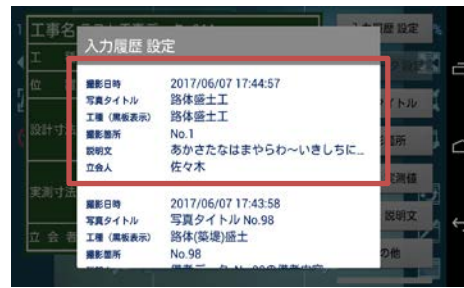 工事名
入力履歴 設定
入力履歴 設定
撮影日時 2017/06/07 17:44:57
写真タイトル 路体盛土工
工種（黒板表示） 路体盛土工
撮影箇所 No.1
説明文 あかさたなはまやらわ～いきしちに...
立会人 佐々木
撮影日時 2017/06/07 17:43:58
写真タイトル 写真タイトル No.98
工種（黒板表示） 路体(築堤)盛土
撮影箇所 No.98
工
位
設計寸法
実測寸法
立 会 者
タイトル
箇所
実測値
説明文
の他